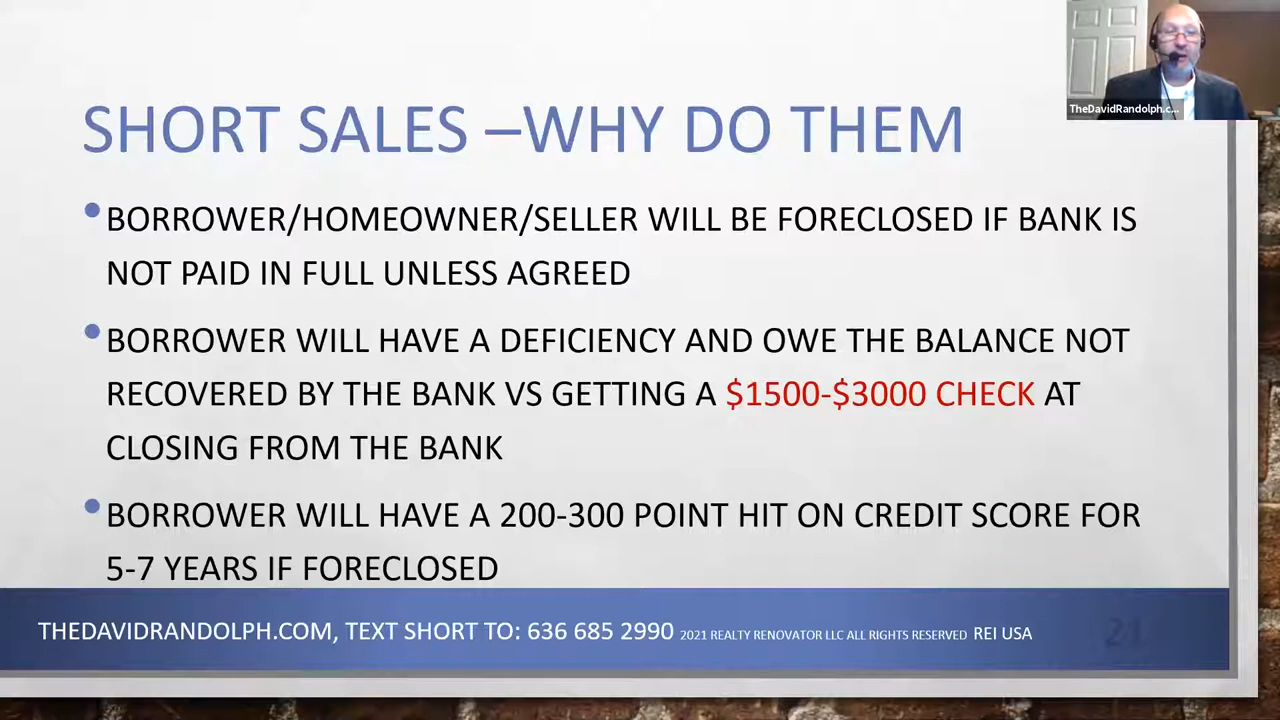 TheDavidRandolph.c...
SHORT SALES –WHY DO THEM
• BORROWER/HOMEOWNER/SELLER WILL BE FORECLOSED IF BANK IS
NOT PAID IN FULL UNLESS AGREED
• BORROWER WILL HAVE A DEFICIENCY AND OWE THE BALANCE NOT
RECOVERED BY THE BANK VS GETTING A $1500-$3000 CHECK AT
CLOSING FROM THE BANK
• BORROWER WILL HAVE A 200-300 POINT HIT ON CREDIT SCORE FOR
5-7 YEARS IF FORECLOSED
THEDAVIDRANDOLPH.COM, TEXT SHORT TO: 636 685 2990 2021 REALTY RENOVATOR LLC ALL RIGHTS RESERVED REI USA
21